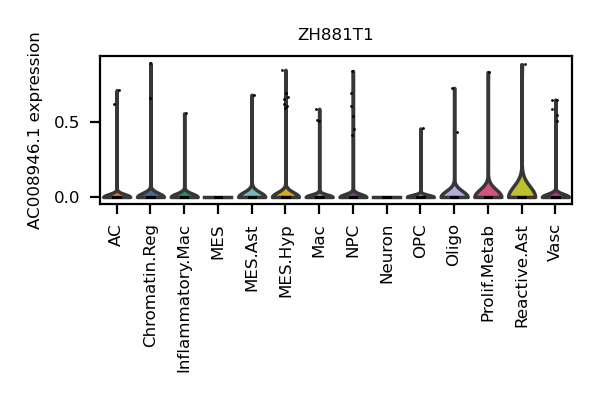 ZH881T1
AC008946.1 expression
0.5
0.0
AC
Chromatin.Reg
Inflammatory.Mac
MES
MES.Ast
MES.Hyp
Mac
NPC
Neuron
OPC
Oligo
Prolif.Metab
Reactive.Ast
Vasc